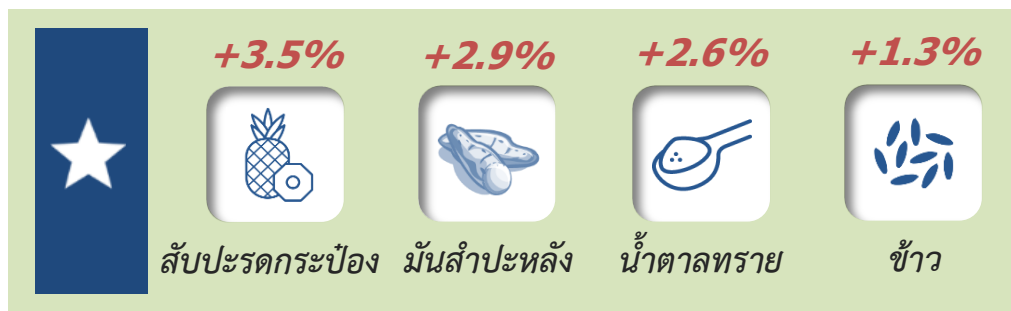 +3.5% +2.9% +2.6% +1.3%
สับปะรดกระป๋อง มันสำปะหลัง น้ำตาลทราย ข้าว